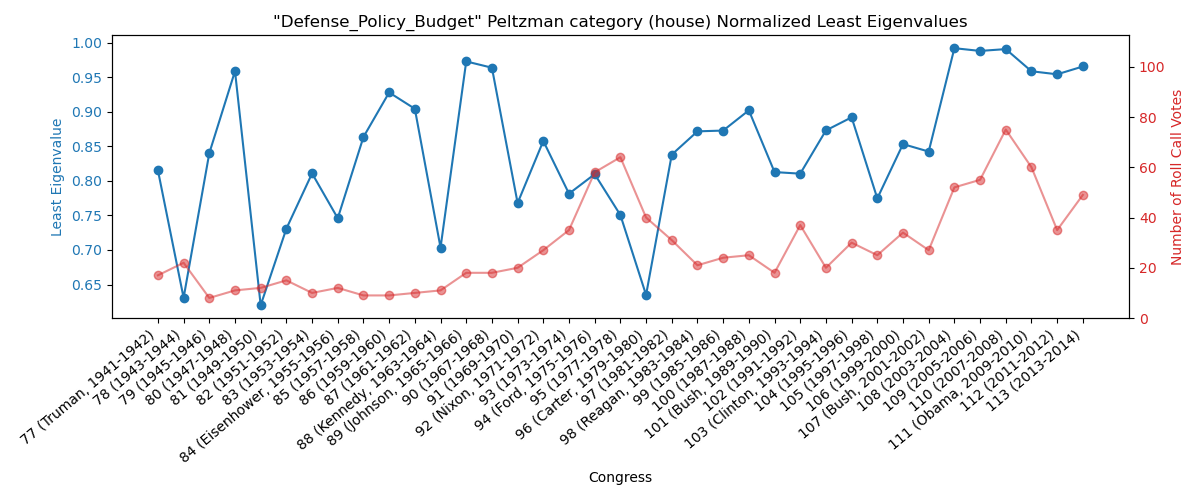 "Defense_Policy_Budget" Peltzman category (house) Normalized Least Eigenvalues
Least Eigenvalue
1.00
0.95
0.90
0.85
0.80
0.75
0.70
0.65
100
80
60
40
20
0
Number of Roll Call Votes
77 (Truman, 1941-1942)
78 (1943-1944)
79 (1945-1946)
80 (1947-1948)
81 (1949-1950)
82 (1951-1952)
83 (1953-1954)
84 (Eisenhower, 1955-1956)
85 (1957-1958)
86 (1959-1960)
87 (1961-1962)
88 (Kennedy, 1963-1964)
89 (Johnson, 1965-1966)
90 (1967-1968)
91 (1969-1970)
92 (Nixon, 1971-1972)
93 (1973-1974)
94 (Ford, 1975-1976)
95 (1977-1978)
96 (Carter, 1979-1980)
97 (1981-1982)
98 (Reagan, 1983-1984)
99 (1985-1986)
100 (1987-1988)
101 (Bush, 1989-1990)
102 (1991-1992)
103 (Clinton, 1993-1994)
104 (1995-1996)
105 (1997-1998)
106 (1999-2000)
107 (Bush, 2001-2002)
108 (2003-2004)
109 (2005-2006)
110 (2007-2008)
111 (Obama, 2009-2010)
112 (2011-2012)
113 (2013-2014)
Congress